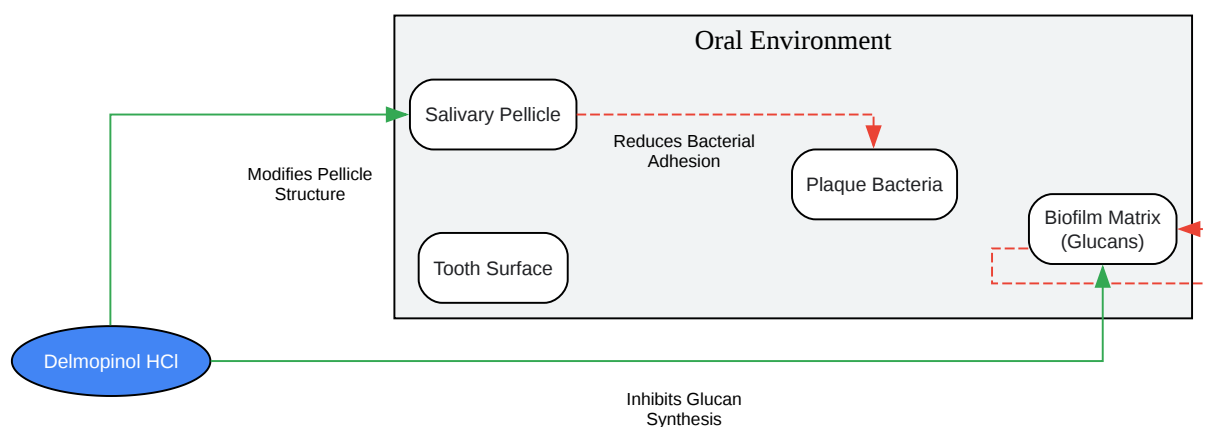 Oral Environment
Salivary Pellicle
Reduces Bacterial
Adhesion
Modifies Pellicle
Structure
Plaque Bacteria
Biofilm Matrix
(Glucans)
Tooth Surface
Delmopinol HCl
Inhibits Glucan
Synthesis